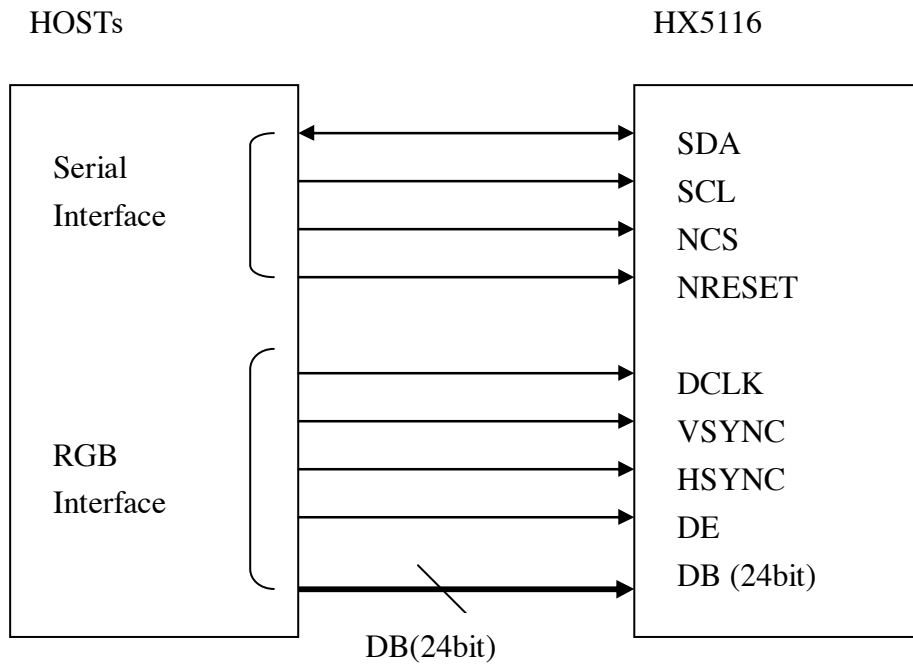 HOSTs
HX5116
Serial
Interface
SDA
SCL
NCS
NRESET
RGB
Interface
DCLK
VSYNC
HSYNC
DE
DB (24bit)
DB(24bit)